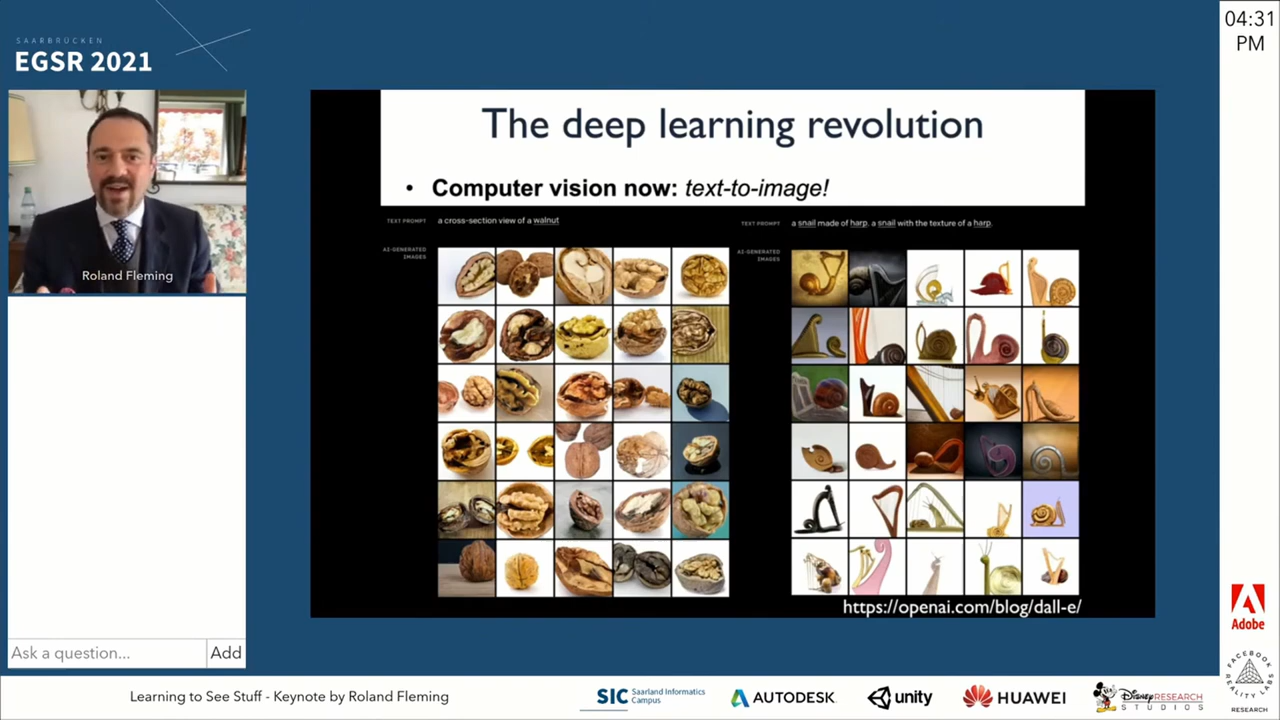 SAARBRÜCKEN
EGSR 2021
Roland Fleming
Ask a question...
Add
The deep learning revolution
• Computer vision now: text-to-image!
TEXT PROMPT
a cross-section view of a walnut
AI-GENERATED
IMAGES
TEXT PROMPT
a snail made of harp. a snail with the texture of a harp.
AI-GENERATED
IMAGES
https://openai.com/blog/dall-e/
04:31
PM
Adobe
FACEBOOK REALITY LABS
RESEARCH
Learning to See Stuff - Keynote by Roland Fleming
SIC Saarland Informatics
Campus
AUTODESK
unity
HUAWEI
Disney RESEARCH
STUDIOS